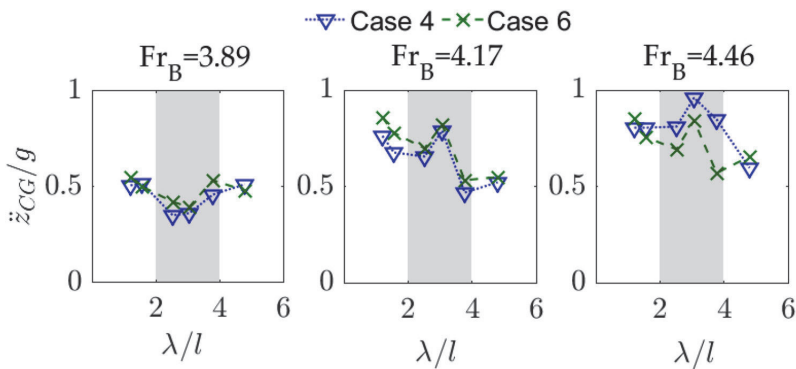 Case 4 Case 6
Fr_B=3.89 Fr_B=4.17 Fr_B=4.46
z̈_CG/g
1 1 1
0.5 0.5 0.5
0 0 0
2 4 6 2 4 6 2 4 6
λ/l λ/l λ/l